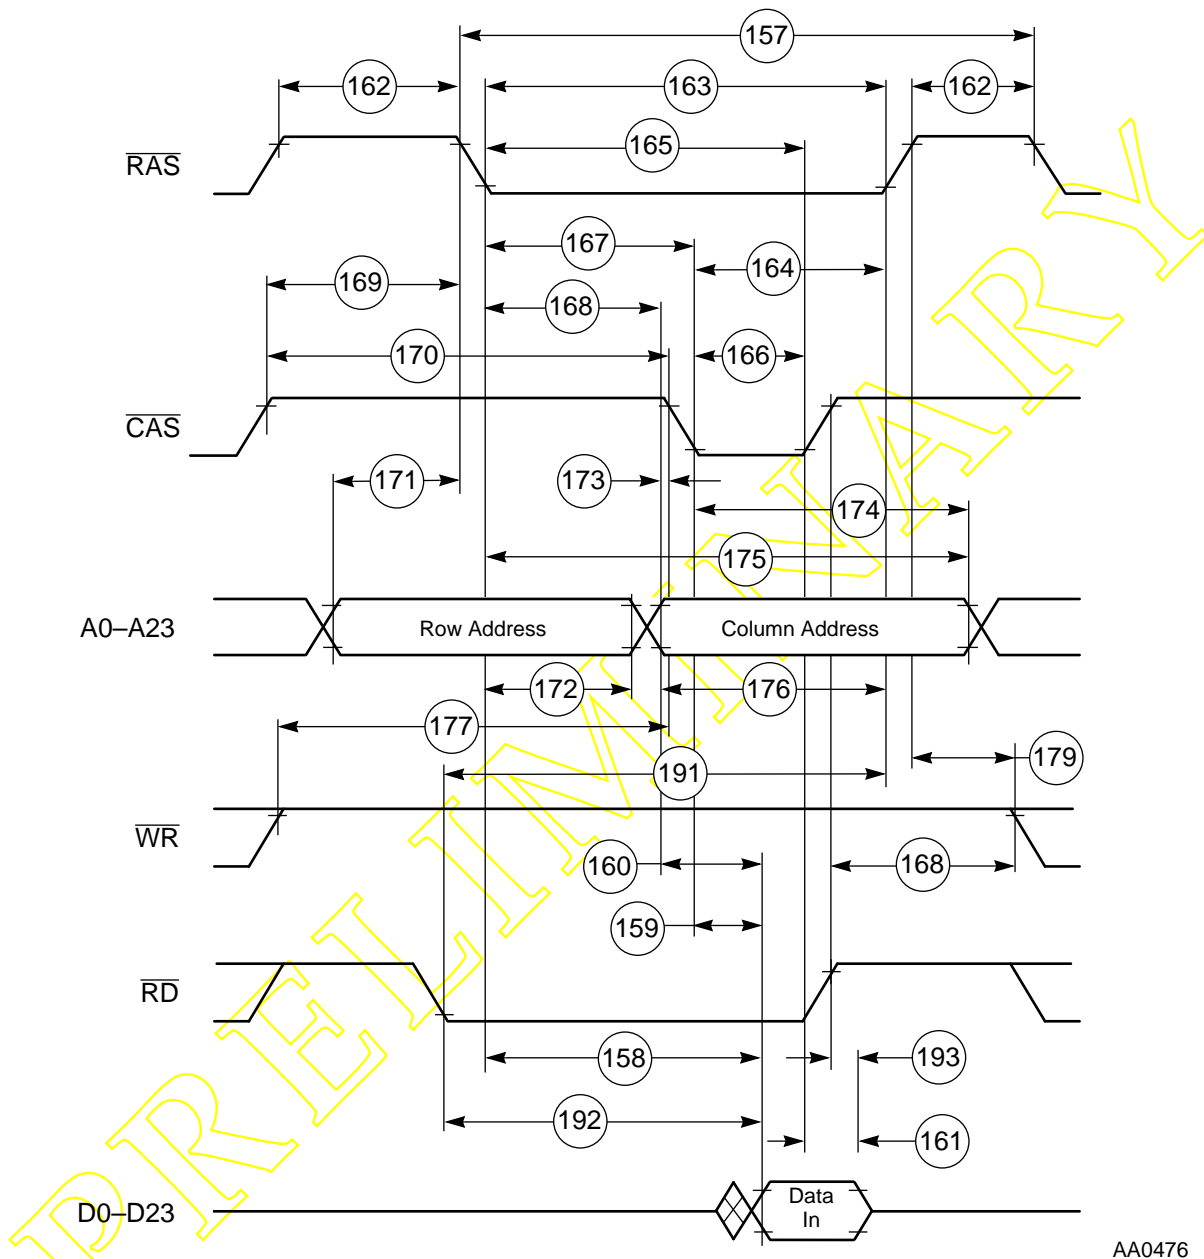 157
162
163
162
165
RAS
167
164
169
168
170
166
CAS
171
173
174
175
A0–A23
Row Address
Column Address
172
176
177
191
179
WR
160
168
159
RD
158
193
192
161
D0–D23
Data
In
AA0476
PRELIMINARY